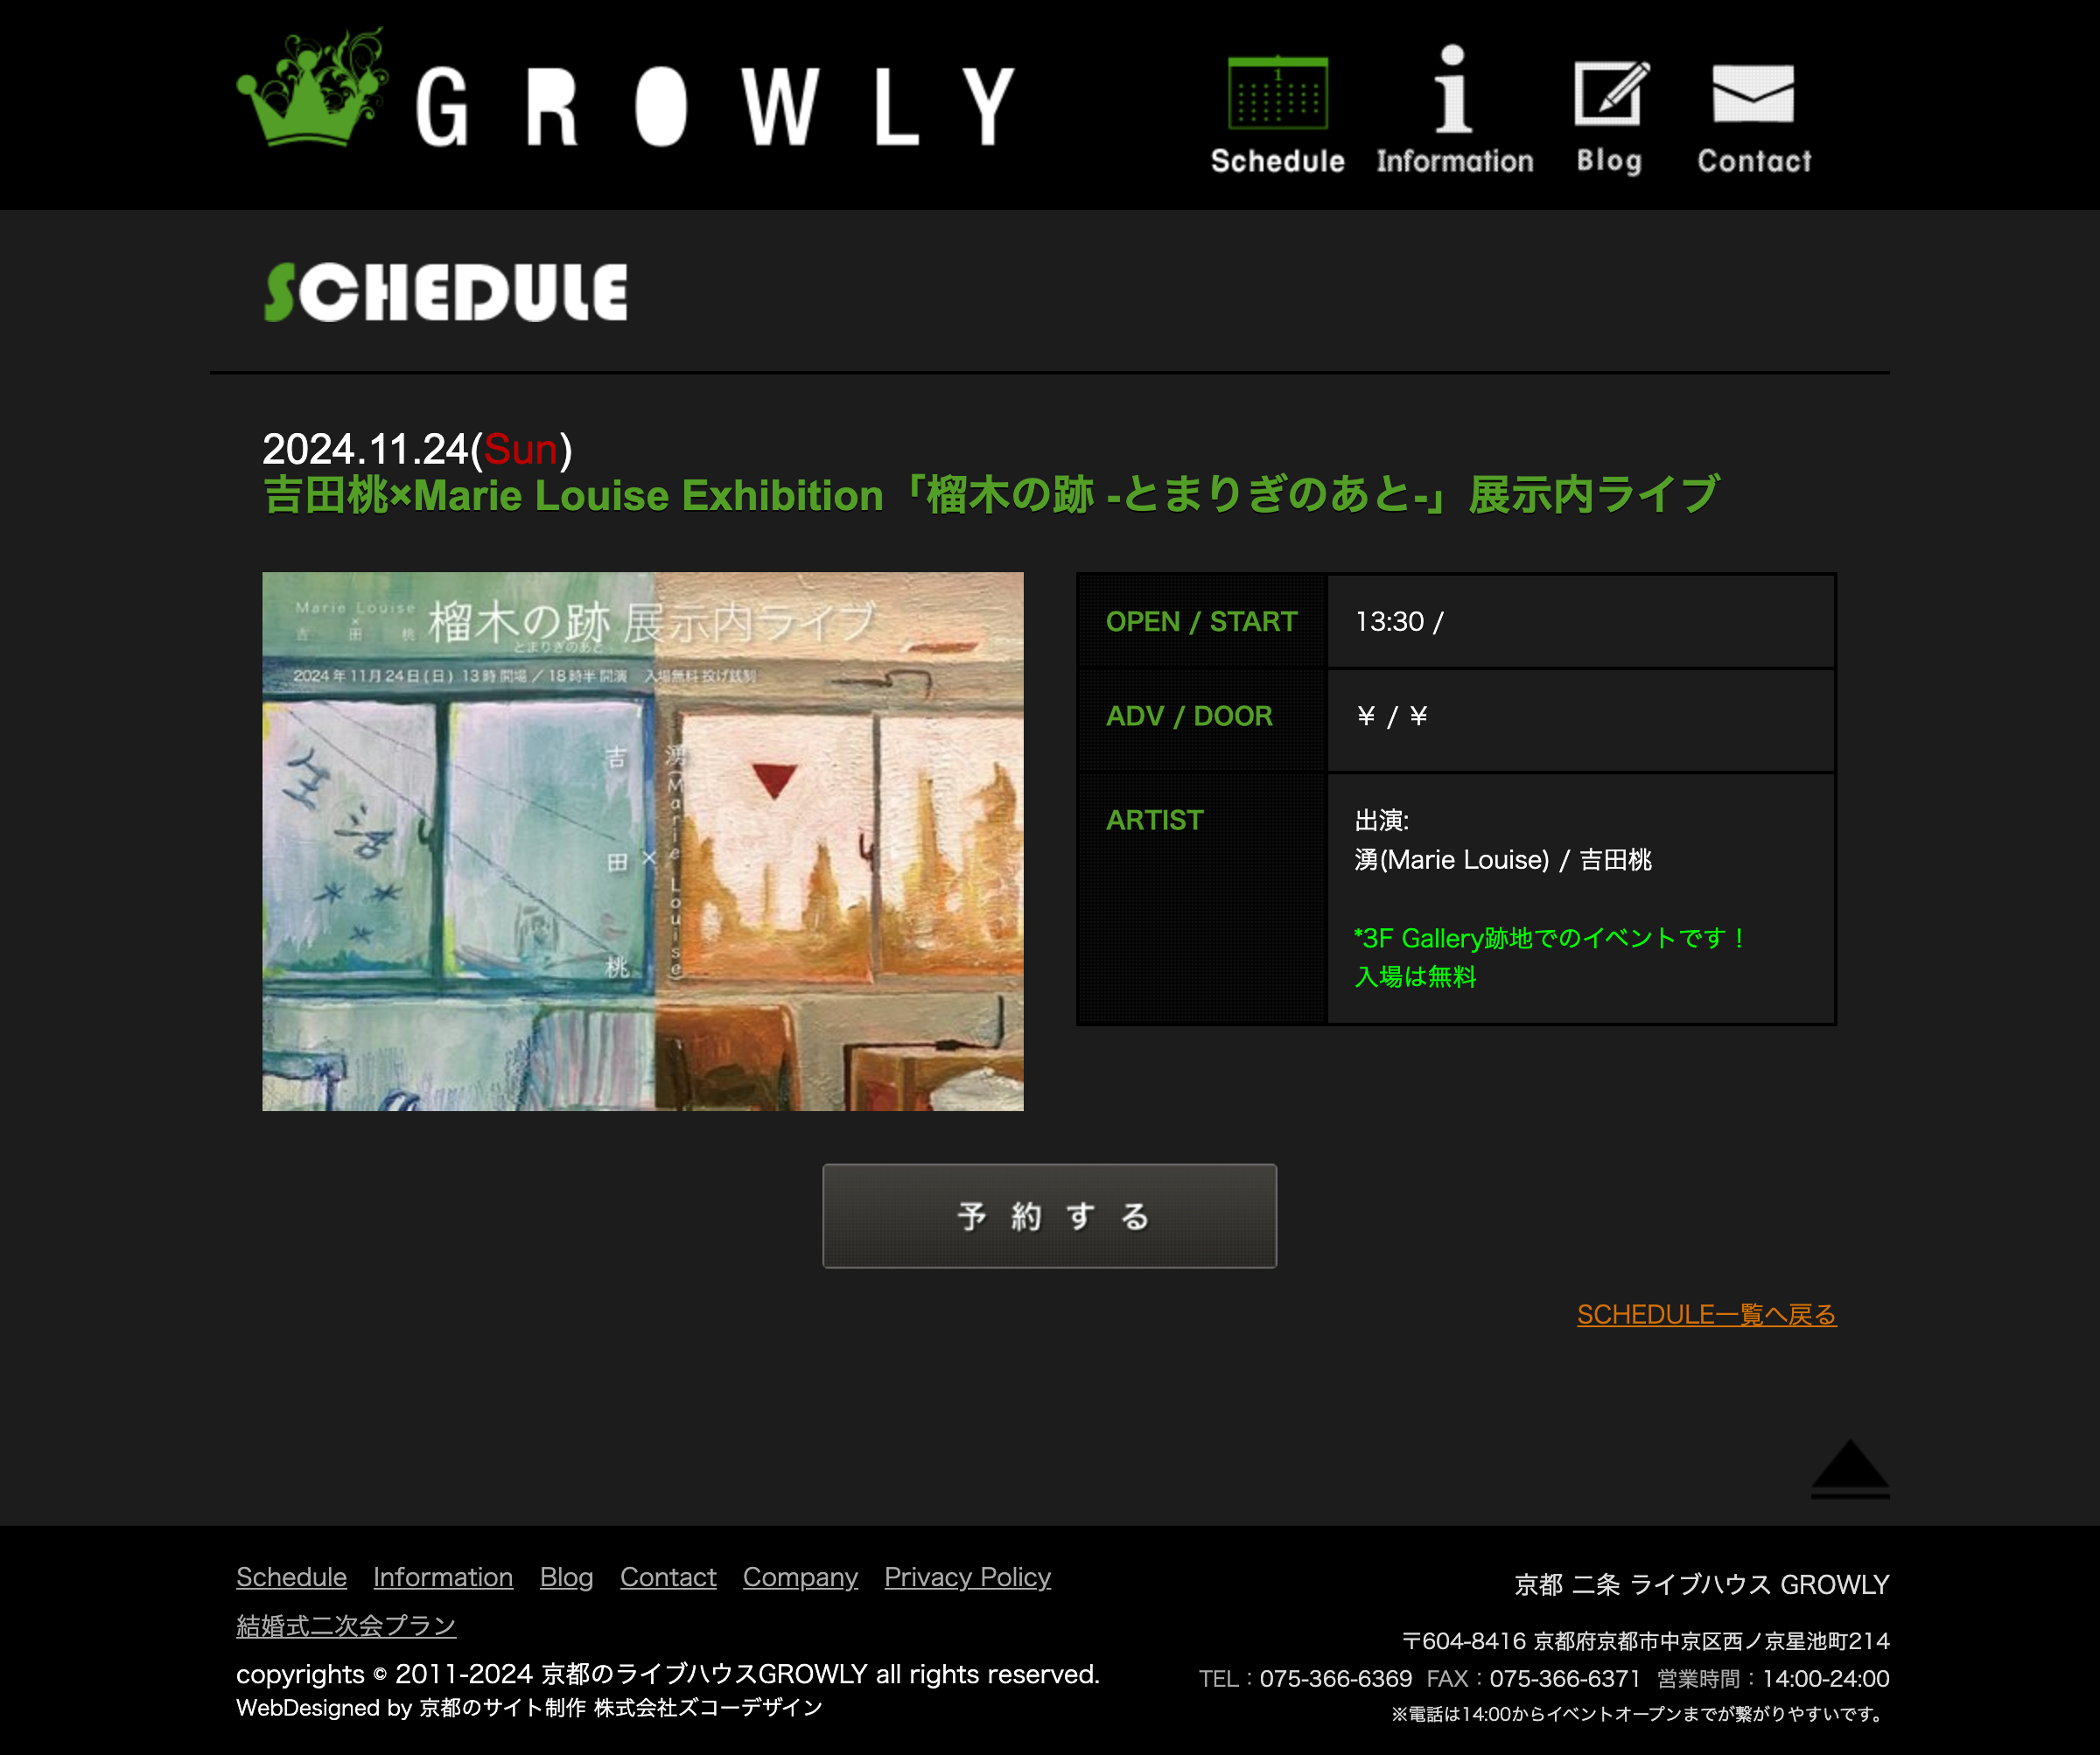 GROWLY
1
Schedule Information Blog Contact
SCHEDULE
2024.11.24(Sun)
吉田桃×Marie Louise Exhibition「榴木の跡 -とまりぎのあと-」展示内ライブ
Marie Louise
×
吉田桃
榴木の跡 展示内ライブ
とまりぎのあと
2024年11月24日(日) 13時開場／18時半開演 入場無料 投げ銭制
生活
吉田桃
×
湧(Marie Louise)
OPEN / START 13:30 /
ADV / DOOR ¥ / ¥
ARTIST 出演:
湧(Marie Louise) / 吉田桃
*3F Gallery跡地でのイベントです！
入場は無料
予約する
SCHEDULE一覧へ戻る
Schedule Information Blog Contact Company Privacy Policy
結婚式二次会プラン
copyrights © 2011-2024 京都のライブハウスGROWLY all rights reserved.
WebDesigned by 京都のサイト制作 株式会社ズコーデザイン
京都 二条 ライブハウス GROWLY
〒604-8416 京都府京都市中京区西ノ京星池町214
TEL：075-366-6369 FAX：075-366-6371 営業時間：14:00-24:00
※電話は14:00からイベントオープンまでが繋がりやすいです。